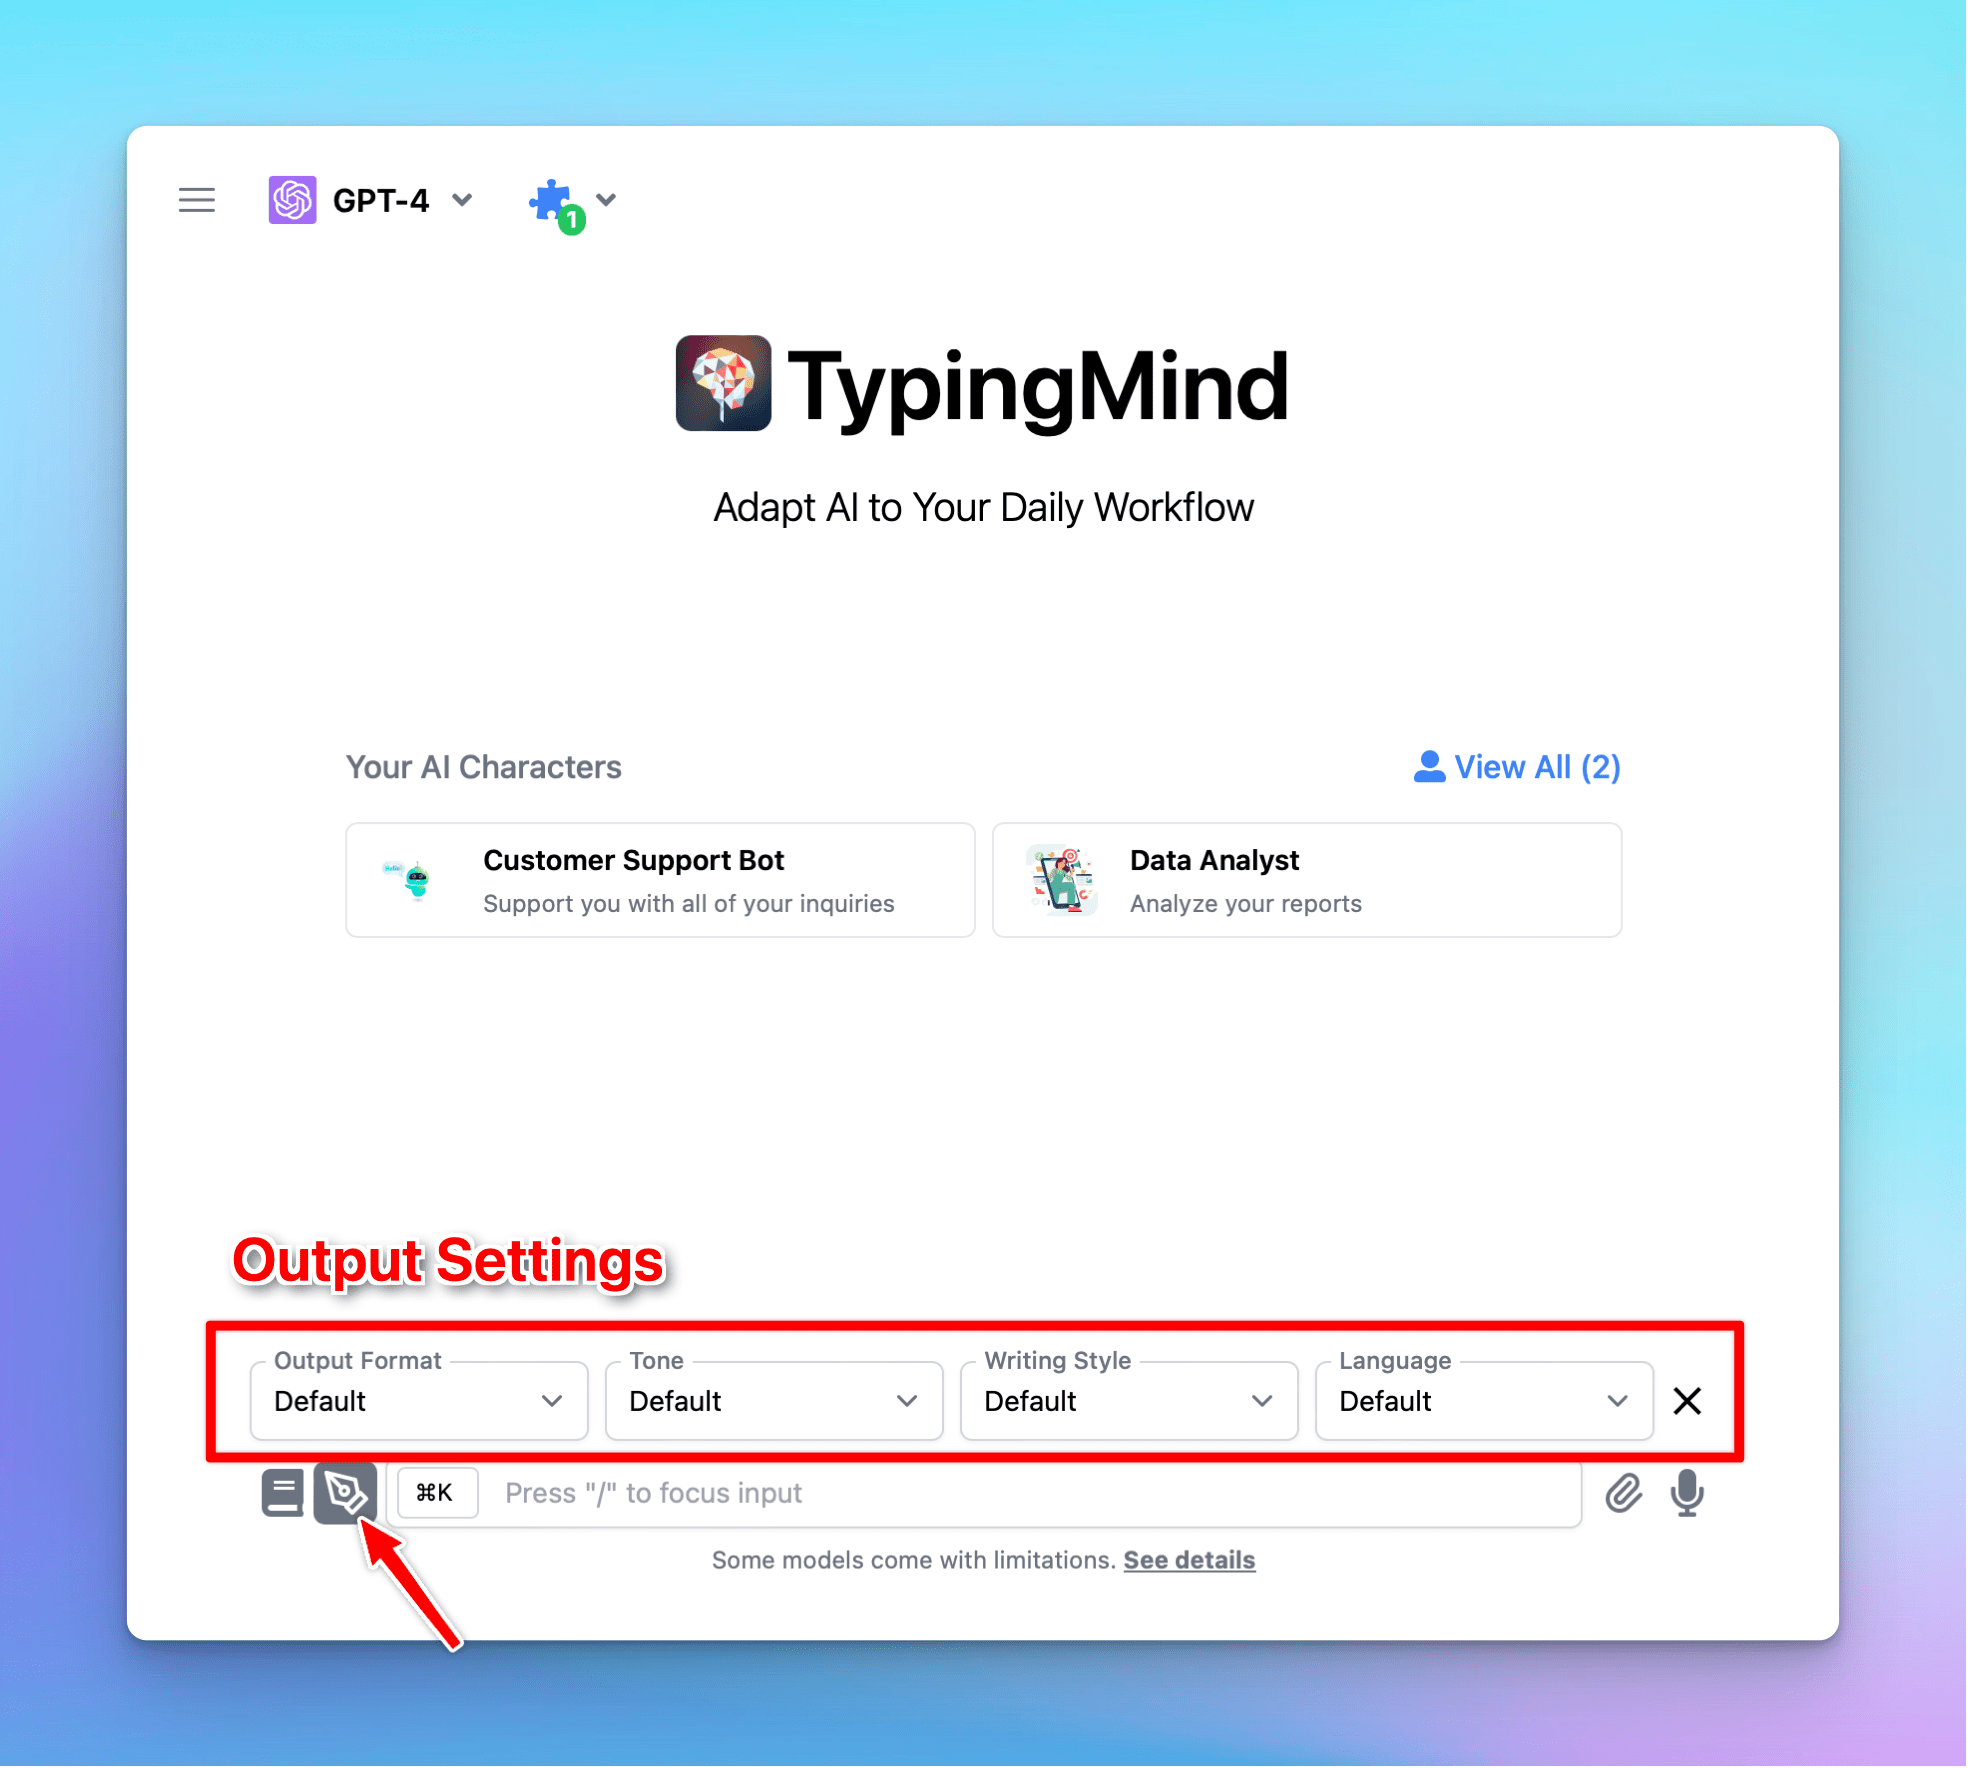 GPT-4
1
TypingMind
Adapt AI to Your Daily Workflow
Your AI Characters
View All (2)
Hello!
Customer Support Bot
Support you with all of your inquiries
Data Analyst
Analyze your reports
Output Settings
Output Format
Default
Tone
Default
Writing Style
Default
Language
Default
⌘K
Press "/" to focus input
Some models come with limitations. See details